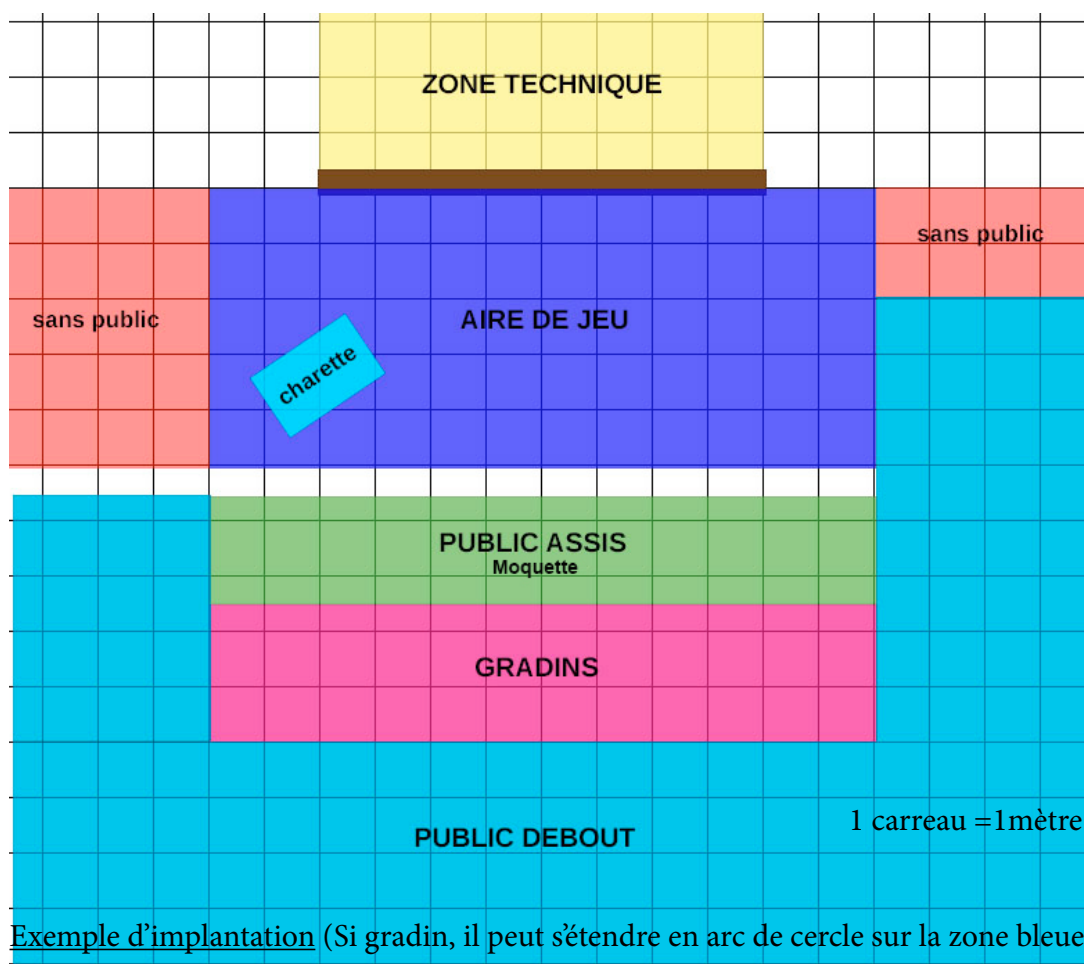 ZONE TECHNIQUE
sans public
sans public
AIRE DE JEU
charette
PUBLIC ASSIS
Moquette
GRADINS
1 carreau =1mètre
PUBLIC DEBOUT
Exemple d'implantation (Si gradin, il peut s'étendre en arc de cercle sur la zone bleue